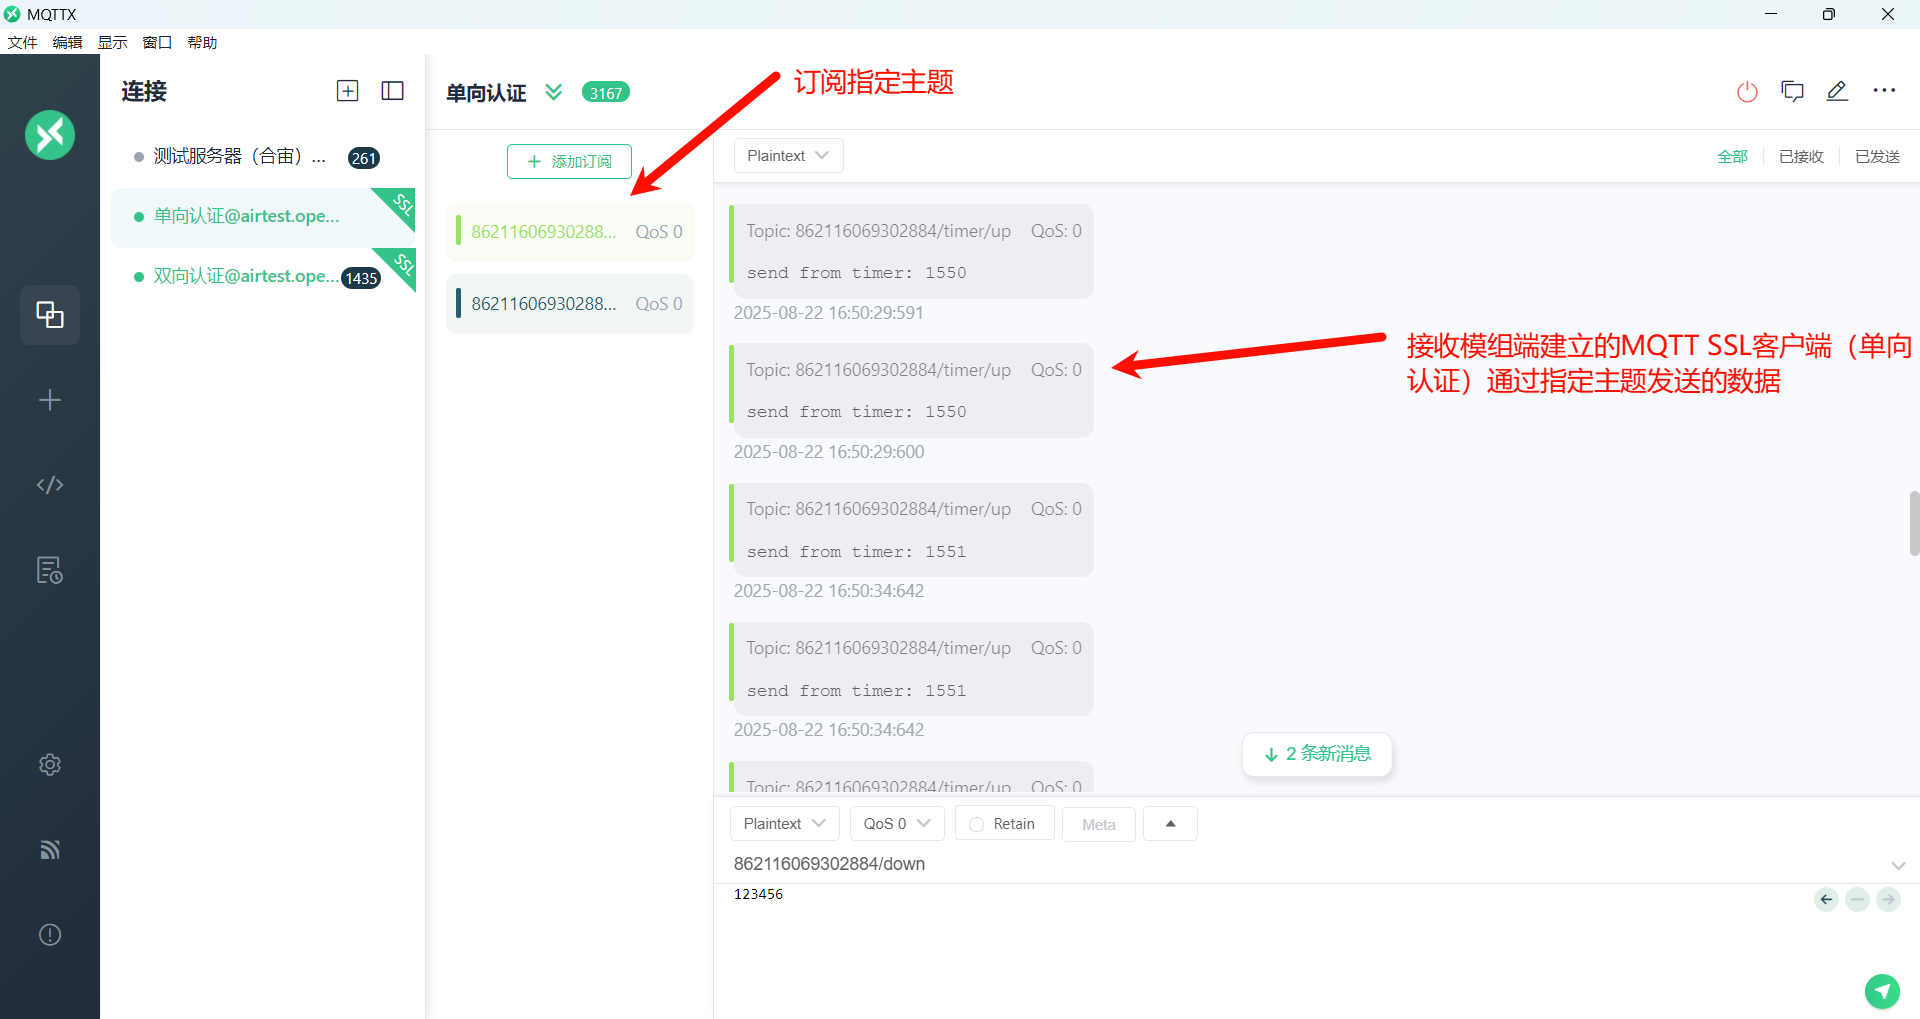 MQTTX
文件 编辑 显示 窗口 帮助
连接
测试服务器（合宙）... 261
单向认证@airtest.ope... SSL
双向认证@airtest.ope... 1435 SSL
单向认证 3167
订阅指定主题
添加订阅
86211606930288... QoS 0
86211606930288... QoS 0
Plaintext
全部 已接收 已发送
Topic: 862116069302884/timer/up QoS: 0
send from timer: 1550
2025-08-22 16:50:29:591
Topic: 862116069302884/timer/up QoS: 0
send from timer: 1550
2025-08-22 16:50:29:600
接收模组端建立的MQTT SSL客户端（单向
认证）通过指定主题发送的数据
Topic: 862116069302884/timer/up QoS: 0
send from timer: 1551
2025-08-22 16:50:34:642
Topic: 862116069302884/timer/up QoS: 0
send from timer: 1551
2025-08-22 16:50:34:642
2 条新消息
Topic: 862116069302884/timer/up QoS: 0
Plaintext QoS 0 Retain Meta
862116069302884/down
123456